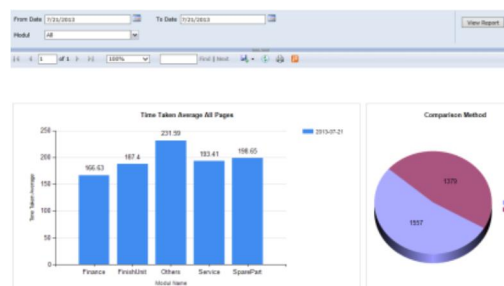 From Date 7/21/2013 To Date 7/21/2013 View Report
Modul All
1 of 1 100% Find | Next
Time Taken Average All Pages
Comparison Method
2013-07-21
Time Taken Average
250
200
150
100
50
0
166.63
187.4
231.59
193.41
198.65
Finance FinishUnit Others Service SparePart
Modul Name
1379
1557